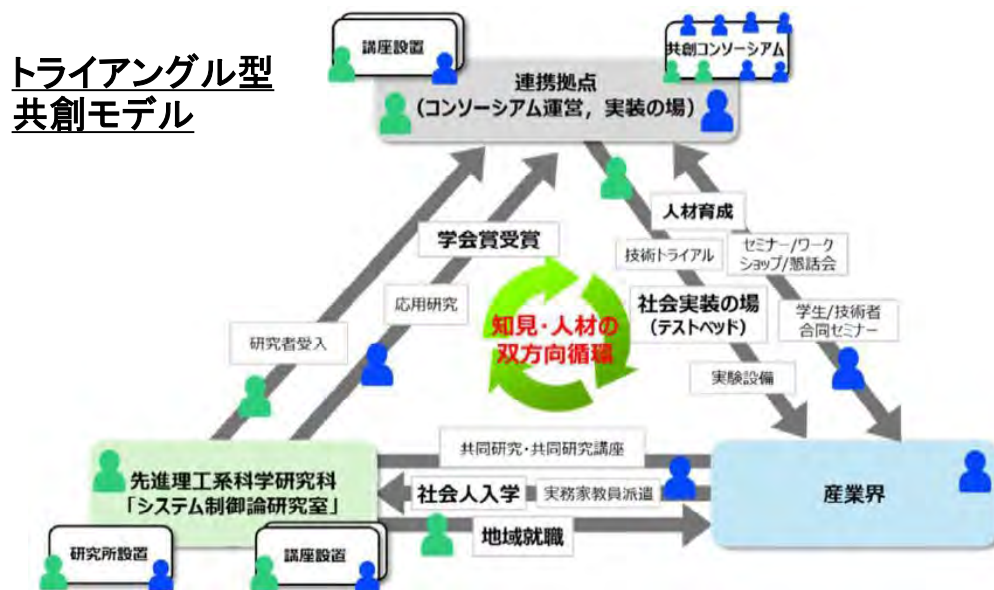 トライアングル型
共創モデル
講座設置
共創コンソーシアム
連携拠点
（コンソーシアム運営，実装の場）
人材育成
学会賞受賞
技術トライアル
セミナー/ワーク
ショップ/懇話会
応用研究
社会実装の場
（テストベッド）
学生/技術者
合同セミナー
知見・人材の
双方向循環
研究者受入
実験設備
共同研究・共同研究講座
先進理工系科学研究科
「システム制御論研究室」
社会人入学
実務家教員派遣
産業界
地域就職
研究所設置
講座設置